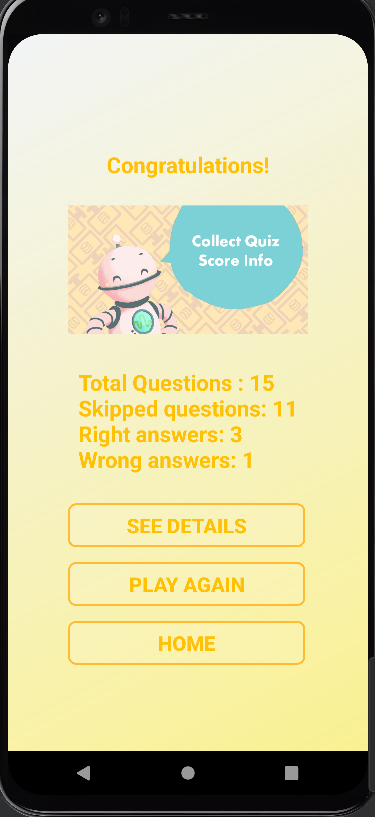 Congratulations!
Collect Quiz
Score Info
Total Questions : 15
Skipped questions: 11
Right answers: 3
Wrong answers: 1
SEE DETAILS
PLAY AGAIN
HOME